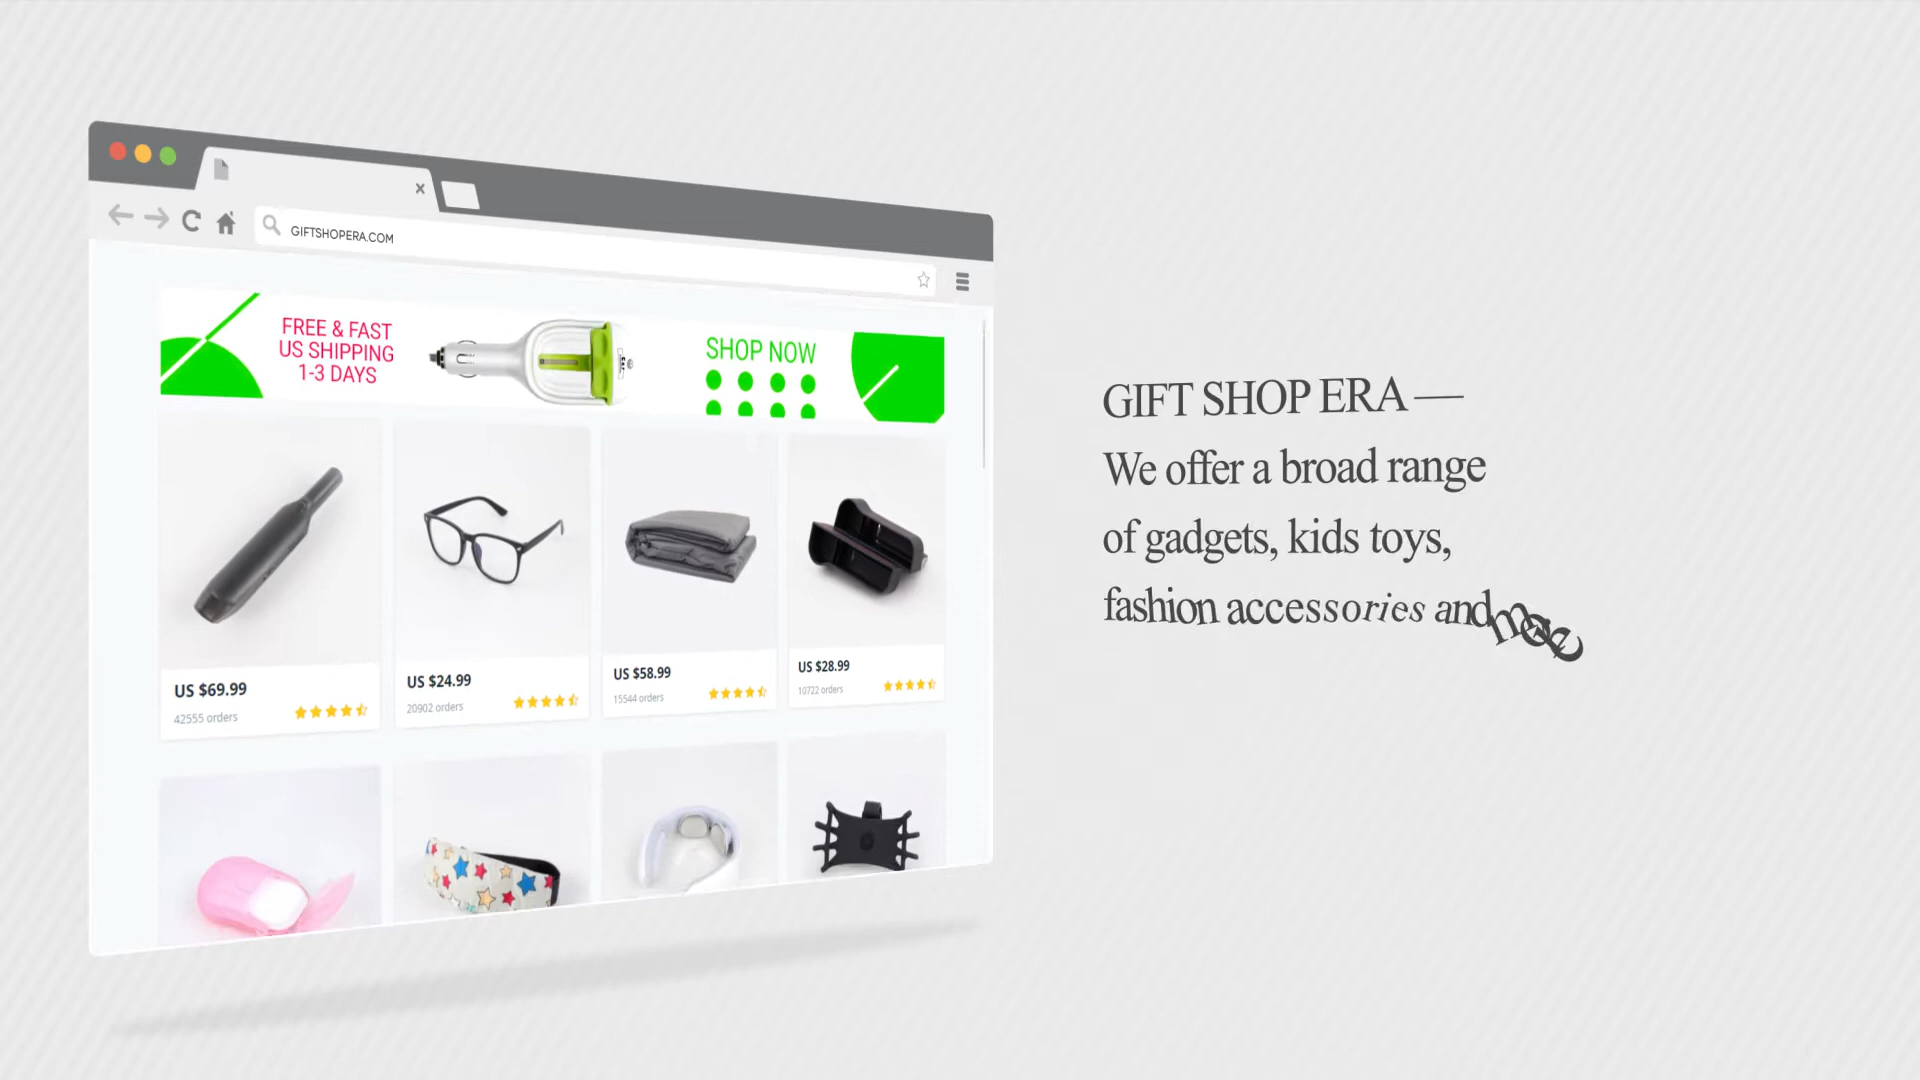 GIFTSHOPERA.COM
FREE & FAST
US SHIPPING
1-3 DAYS
SHOP NOW
US $69.99
42555 orders
US $24.99
20902 orders
US $58.99
15544 orders
US $28.99
10722 orders
GIFT SHOP ERA —
We offer a broad range
of gadgets, kids toys,
fashion accessories and more